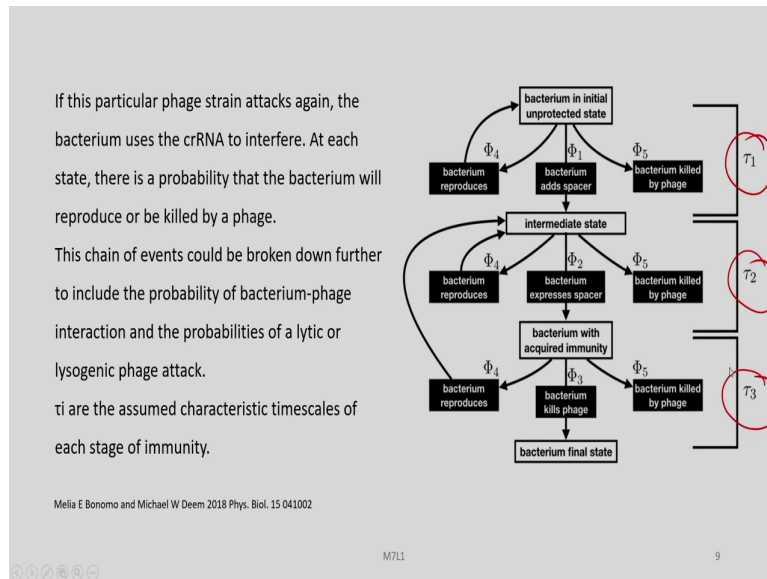 If this particular phage strain attacks again, the
bacterium uses the crRNA to interfere. At each
state, there is a probability that the bacterium will
reproduce or be killed by a phage.
This chain of events could be broken down further
to include the probability of bacterium-phage
interaction and the probabilities of a lytic or
lysogenic phage attack.
τi are the assumed characteristic timescales of
each stage of immunity.
Melia E Bonomo and Michael W Deem 2018 Phys. Biol. 15 041002
bacterium in initial
unprotected state
Φ4 Φ1 Φ5
bacterium
reproduces
bacterium
adds spacer
bacterium killed
by phage
τ1
intermediate state
Φ4 Φ2 Φ5
bacterium
reproduces
bacterium
expresses spacer
bacterium killed
by phage
τ2
bacterium with
acquired immunity
Φ4 Φ3 Φ5
bacterium
reproduces
bacterium
kills phage
bacterium killed
by phage
τ3
bacterium final state
M7L1
9